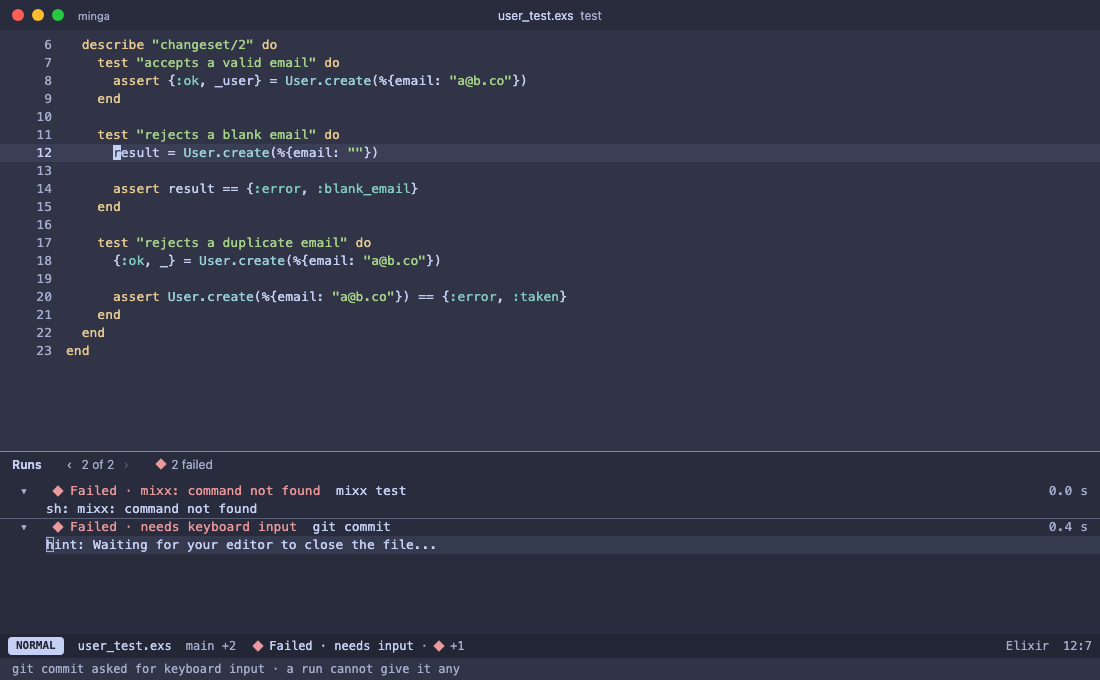 minga
user_test.exs test
6 describe "changeset/2" do
7 test "accepts a valid email" do
8 assert {:ok, _user} = User.create(%{email: "a@b.co"})
9 end
10
11 test "rejects a blank email" do
12 result = User.create(%{email: ""})
13
14 assert result == {:error, :blank_email}
15 end
16
17 test "rejects a duplicate email" do
18 {:ok, _} = User.create(%{email: "a@b.co"})
19
20 assert User.create(%{email: "a@b.co"}) == {:error, :taken}
21 end
22 end
23 end
Runs ‹ 2 of 2 › ◆ 2 failed
▾ ◆ Failed · mixx: command not found mixx test 0.0 s
sh: mixx: command not found
▾ ◆ Failed · needs keyboard input git commit 0.4 s
hint: Waiting for your editor to close the file...
NORMAL user_test.exs main +2 ◆ Failed · needs input · ◆ +1 Elixir 12:7
git commit asked for keyboard input · a run cannot give it any